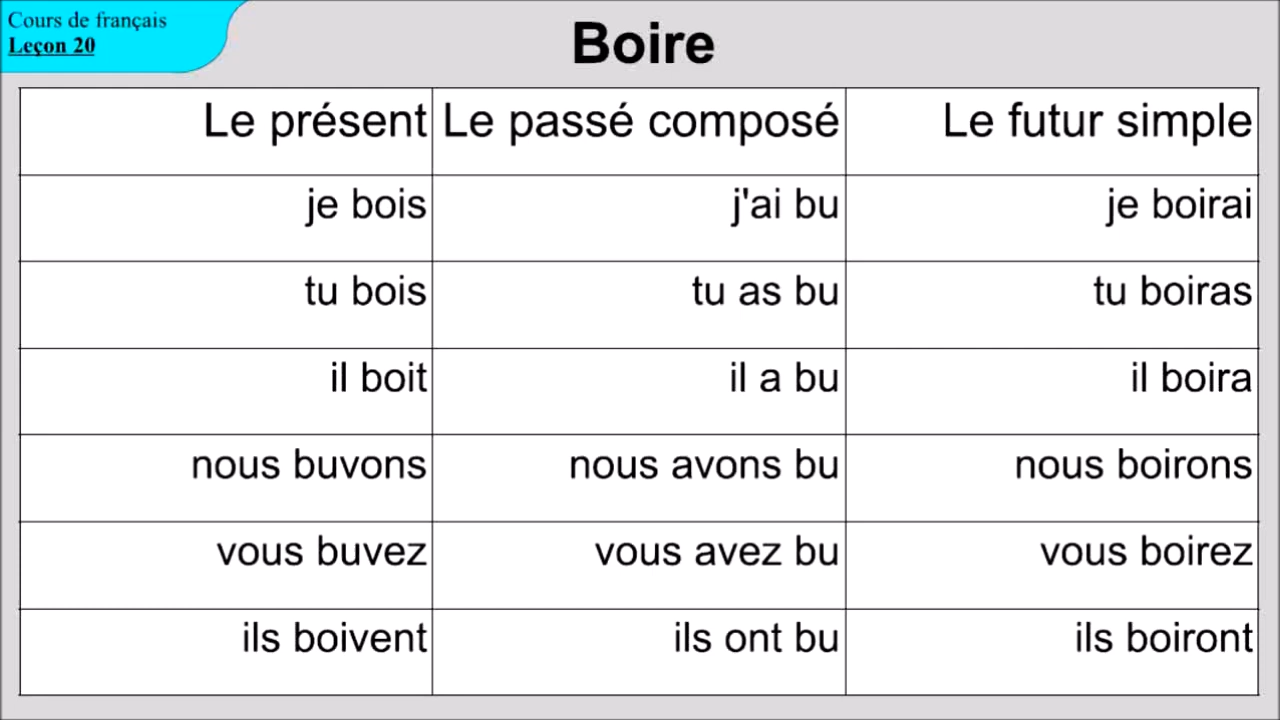 Cours de français
Leçon 20
Boire
Le présent Le passé composé Le futur simple
je bois j'ai bu je boirai
tu bois tu as bu tu boiras
il boit il a bu il boira
nous buvons nous avons bu nous boirons
vous buvez vous avez bu vous boirez
ils boivent ils ont bu ils boiront